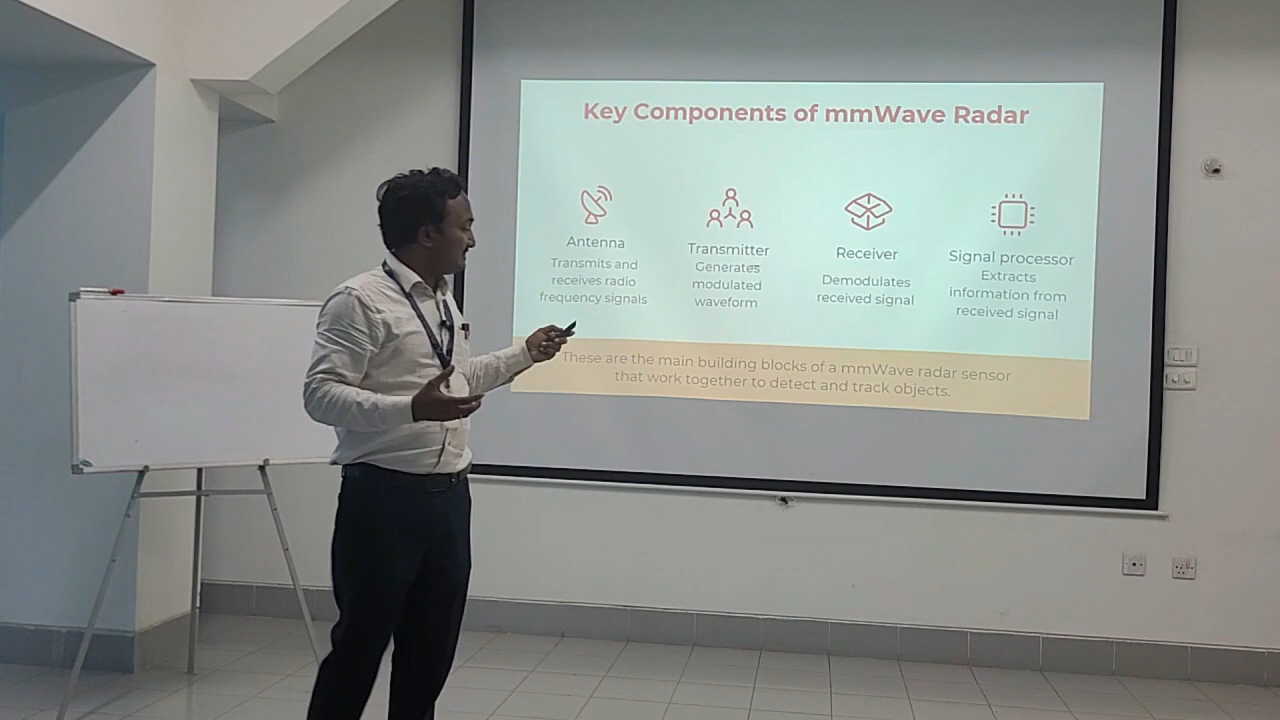 Key Components of mmWave Radar
Antenna
Transmits and
receives radio
frequency signals
Transmitter
Generates
modulated
waveform
Receiver
Demodulates
received signal
Signal processor
Extracts
information from
received signal
These are the main building blocks of a mmWave radar sensor
that work together to detect and track objects.